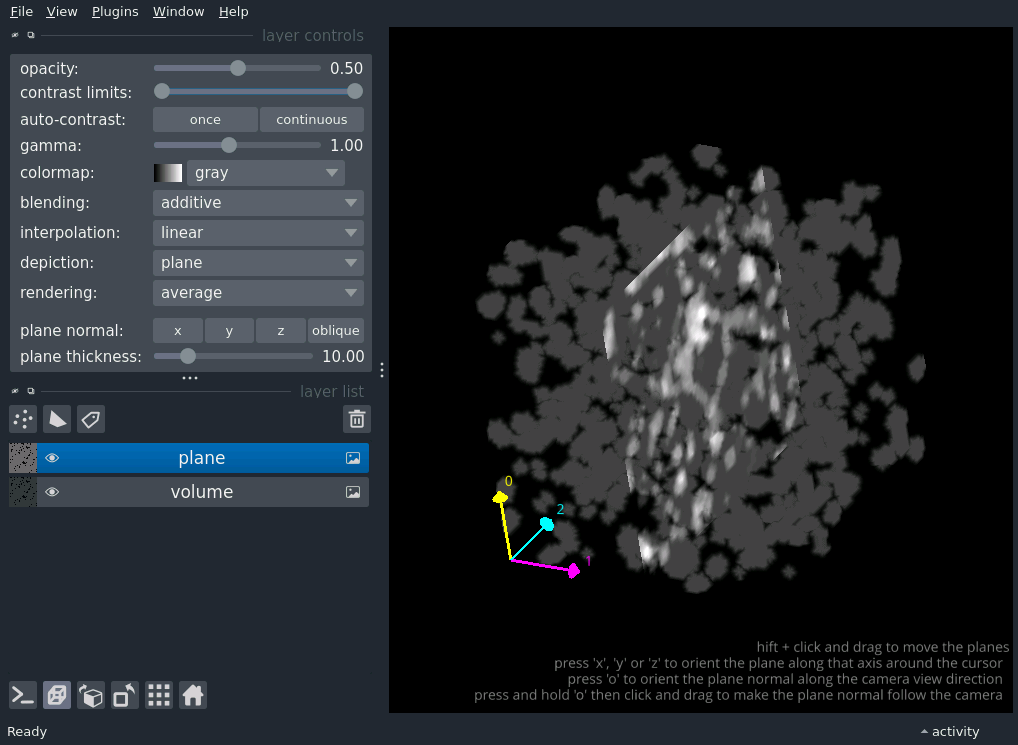 File View Plugins Window Help
layer controls
opacity: 0.50
contrast limits:
auto-contrast: once continuous
gamma: 1.00
colormap: gray
blending: additive
interpolation: linear
depiction: plane
rendering: average
plane normal: x y z oblique
plane thickness: 10.00
layer list
plane
volume
0
2
1
hift + click and drag to move the planes
press 'x', 'y' or 'z' to orient the plane along that axis around the cursor
press 'o' to orient the plane normal along the camera view direction
press and hold 'o' then click and drag to make the plane normal follow the camera
Ready
activity